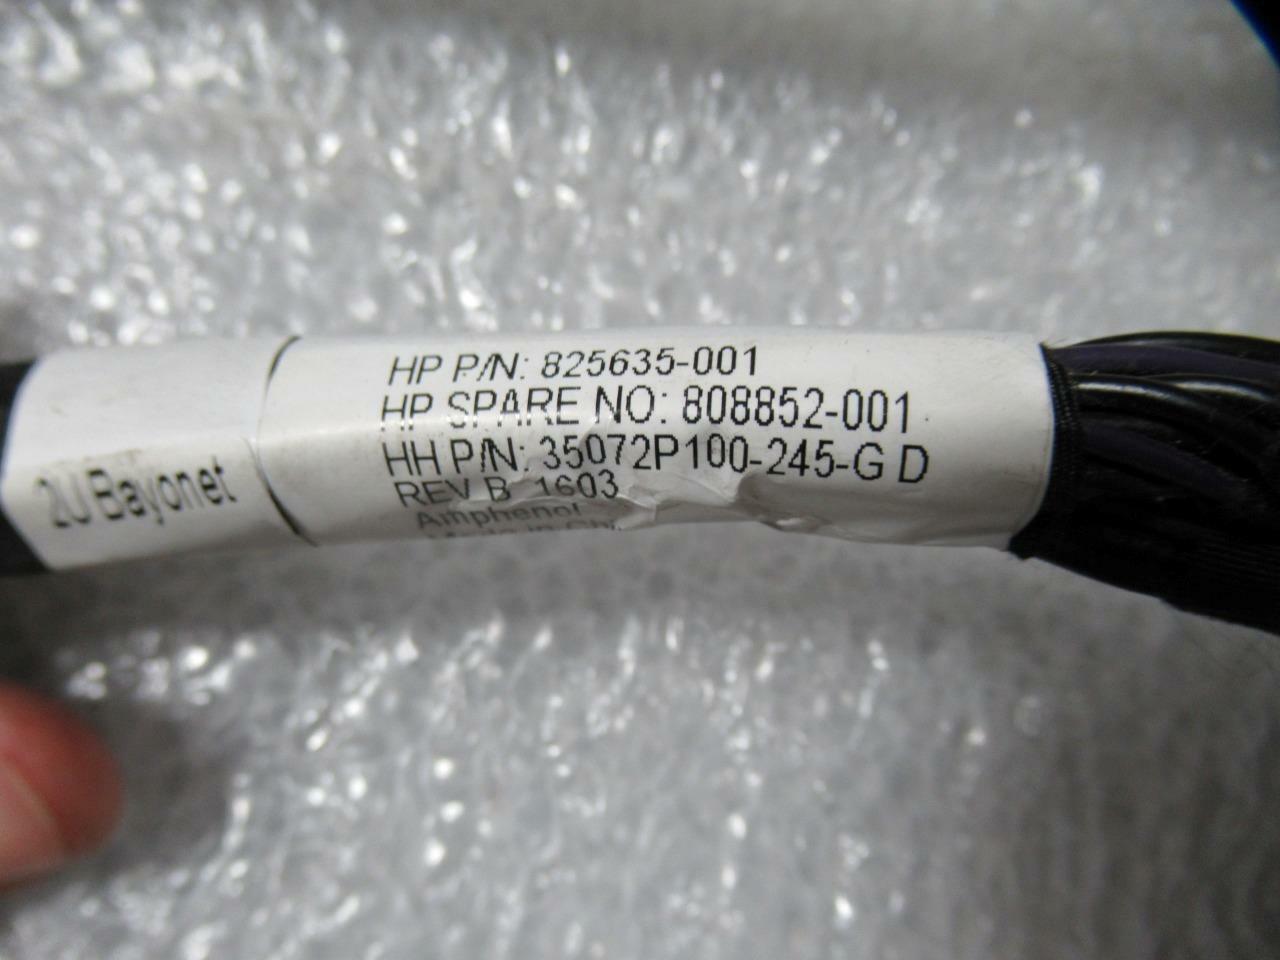 HP P/N: 825635-001
HP SPARE NO: 808852-001
HH P/N: 35072P100-245-G D
REV B 1603
Amphenol
2U Bayonet